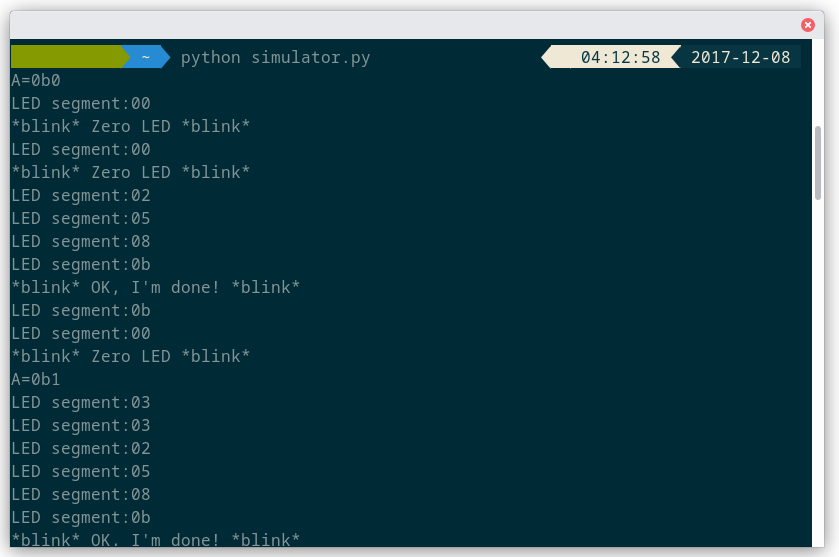 ~ python simulator.py 04:12:58 2017-12-08
A=0b0
LED segment:00
*blink* Zero LED *blink*
LED segment:00
*blink* Zero LED *blink*
LED segment:02
LED segment:05
LED segment:08
LED segment:0b
*blink* OK, I'm done! *blink*
LED segment:0b
LED segment:00
*blink* Zero LED *blink*
A=0b1
LED segment:03
LED segment:03
LED segment:02
LED segment:05
LED segment:08
LED segment:0b
*blink* OK, I'm done! *blink*